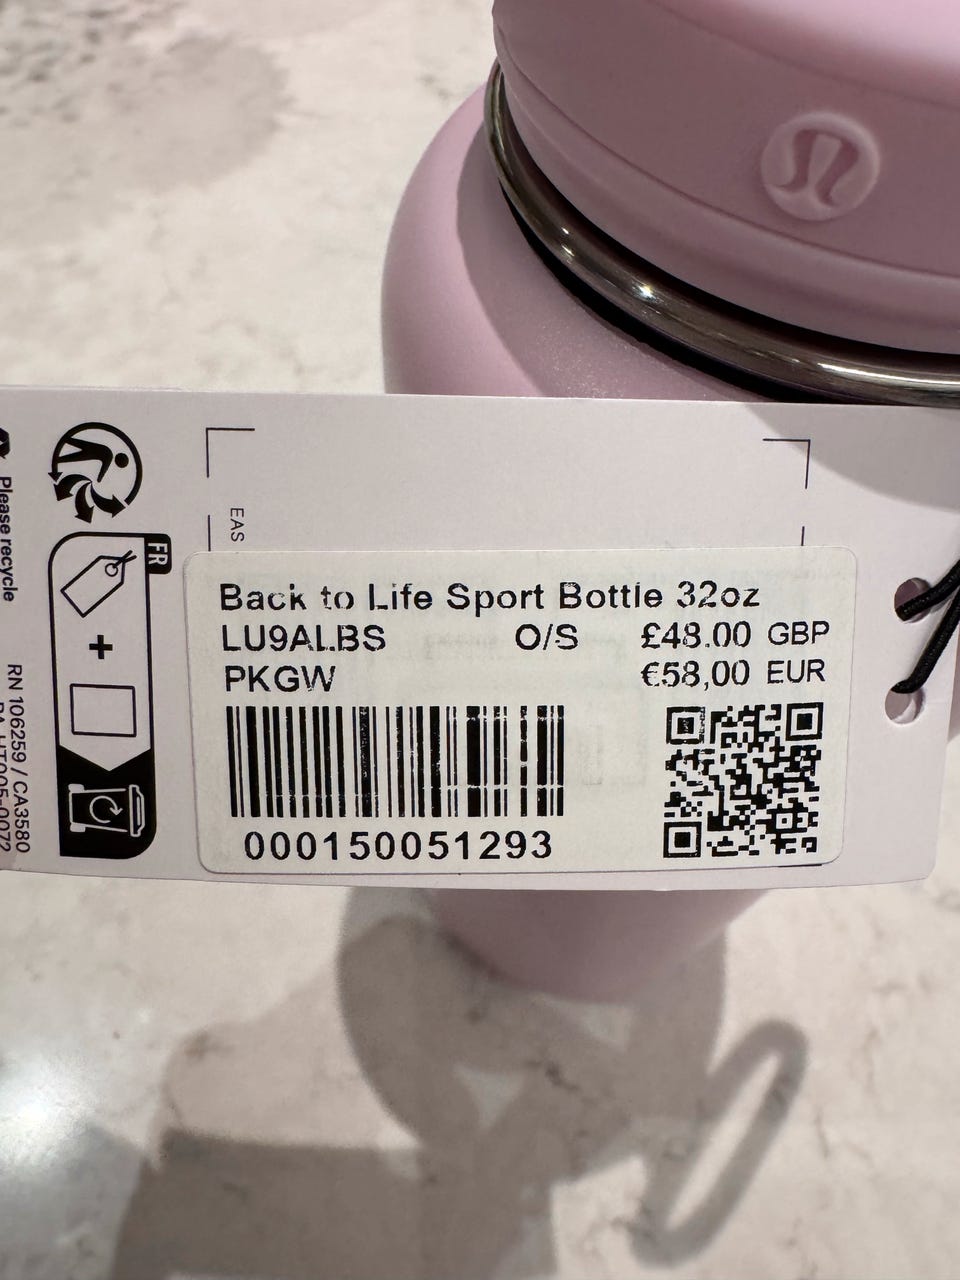 Please recycle
RN 106259 / CA3580
FR
+
EAS
Back to Life Sport Bottle 32oz
LU9ALBS O/S £48.00 GBP
PKGW €58,00 EUR
000150051293